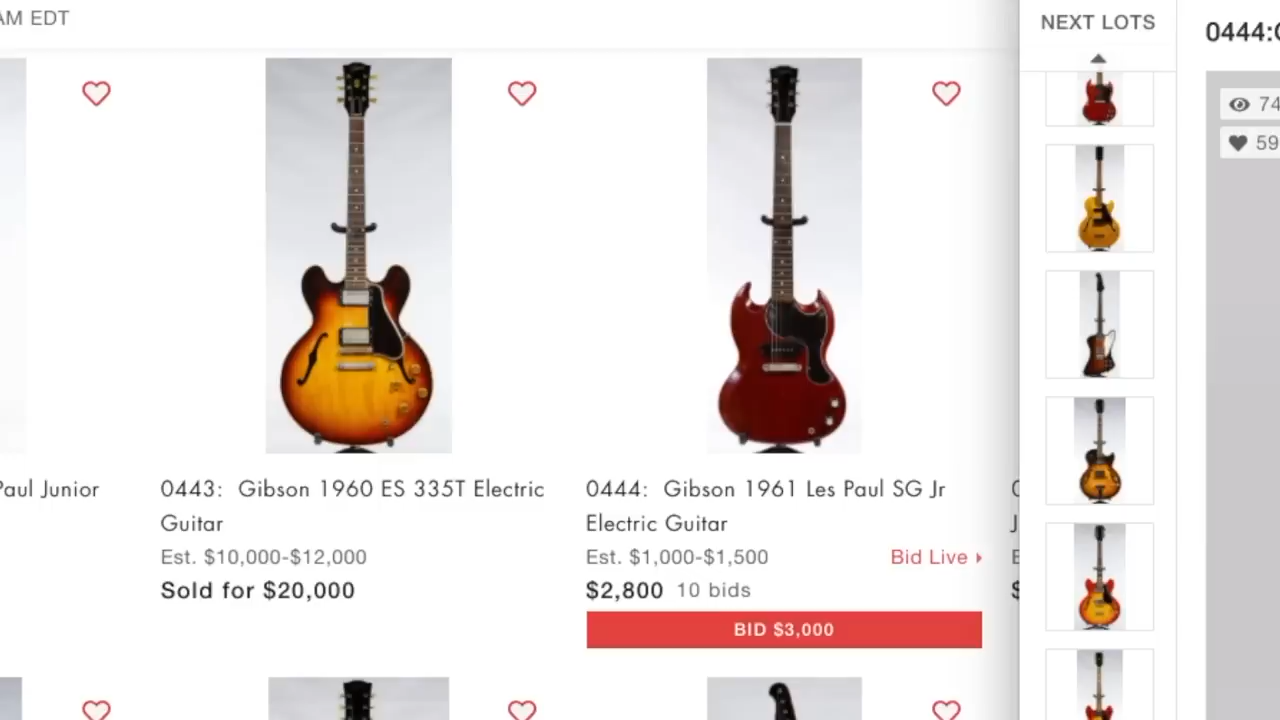 AM EDT
Paul Junior
0443: Gibson 1960 ES 335T Electric
Guitar
Est. $10,000-$12,000
Sold for $20,000
0444: Gibson 1961 Les Paul SG Jr
Electric Guitar
Est. $1,000-$1,500
Bid Live
$2,800 10 bids
BID $3,000
NEXT LOTS
0444:
74
59